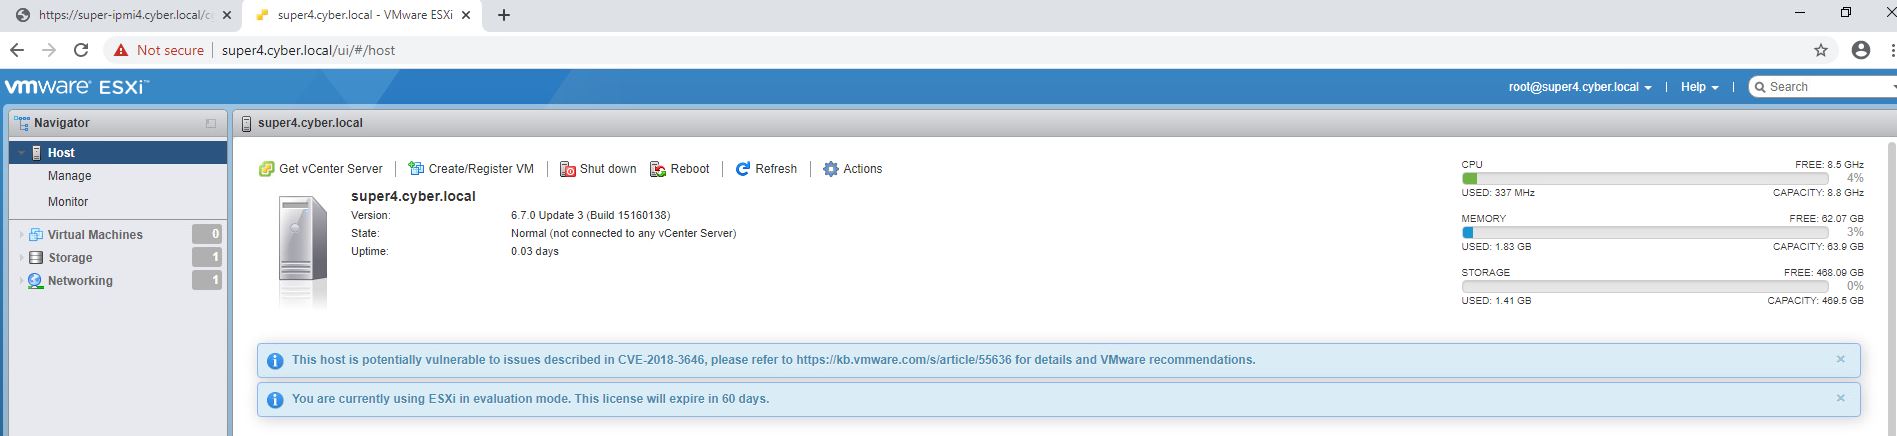 https://super-ipmi4.cyber.local/c
super4.cyber.local - VMware ESXi
Not secure
super4.cyber.local/ui/#/host
vmware ESXi™
root@super4.cyber.local
Help
Search
Navigator
super4.cyber.local
Host
Manage
Monitor
Virtual Machines 0
Storage 1
Networking 1
Get vCenter Server
Create/Register VM
Shut down
Reboot
Refresh
Actions
super4.cyber.local
Version: 6.7.0 Update 3 (Build 15160138)
State: Normal (not connected to any vCenter Server)
Uptime: 0.03 days
CPU FREE: 8.5 GHz
4%
USED: 337 MHz CAPACITY: 8.8 GHz
MEMORY FREE: 62.07 GB
3%
USED: 1.83 GB CAPACITY: 63.9 GB
STORAGE FREE: 468.09 GB
0%
USED: 1.41 GB CAPACITY: 469.5 GB
This host is potentially vulnerable to issues described in CVE-2018-3646, please refer to https://kb.vmware.com/s/article/55636 for details and VMware recommendations.
You are currently using ESXi in evaluation mode. This license will expire in 60 days.